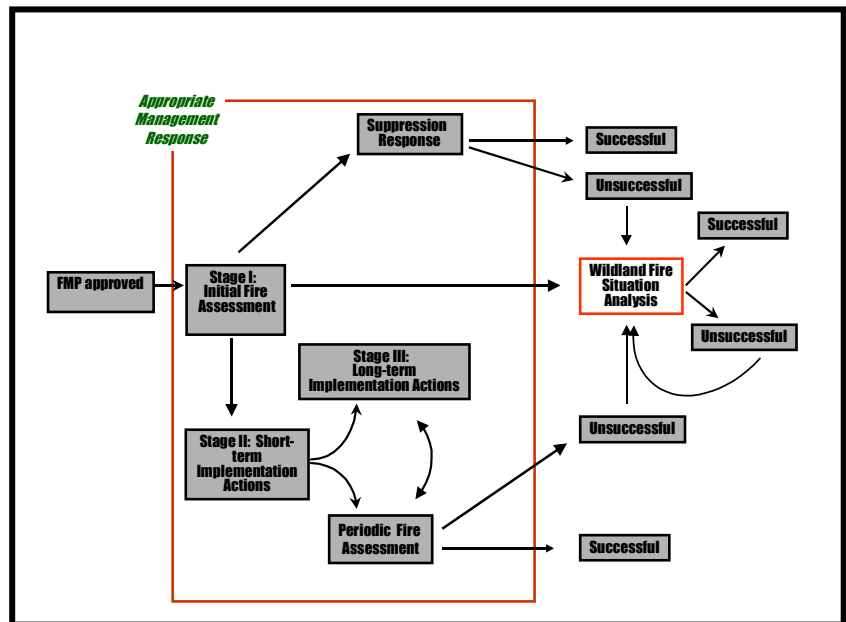 Appropriate
Management
Response
Suppression
Response
Successful
Unsuccessful
Successful
FMP approved
Stage I:
Initial Fire
Assessment
Wildland Fire
Situation
Analysis
Unsuccessful
Stage III:
Long-term
Implementation Actions
Stage II: Short-
term
Implementation
Actions
Unsuccessful
Periodic Fire
Assessment
Successful